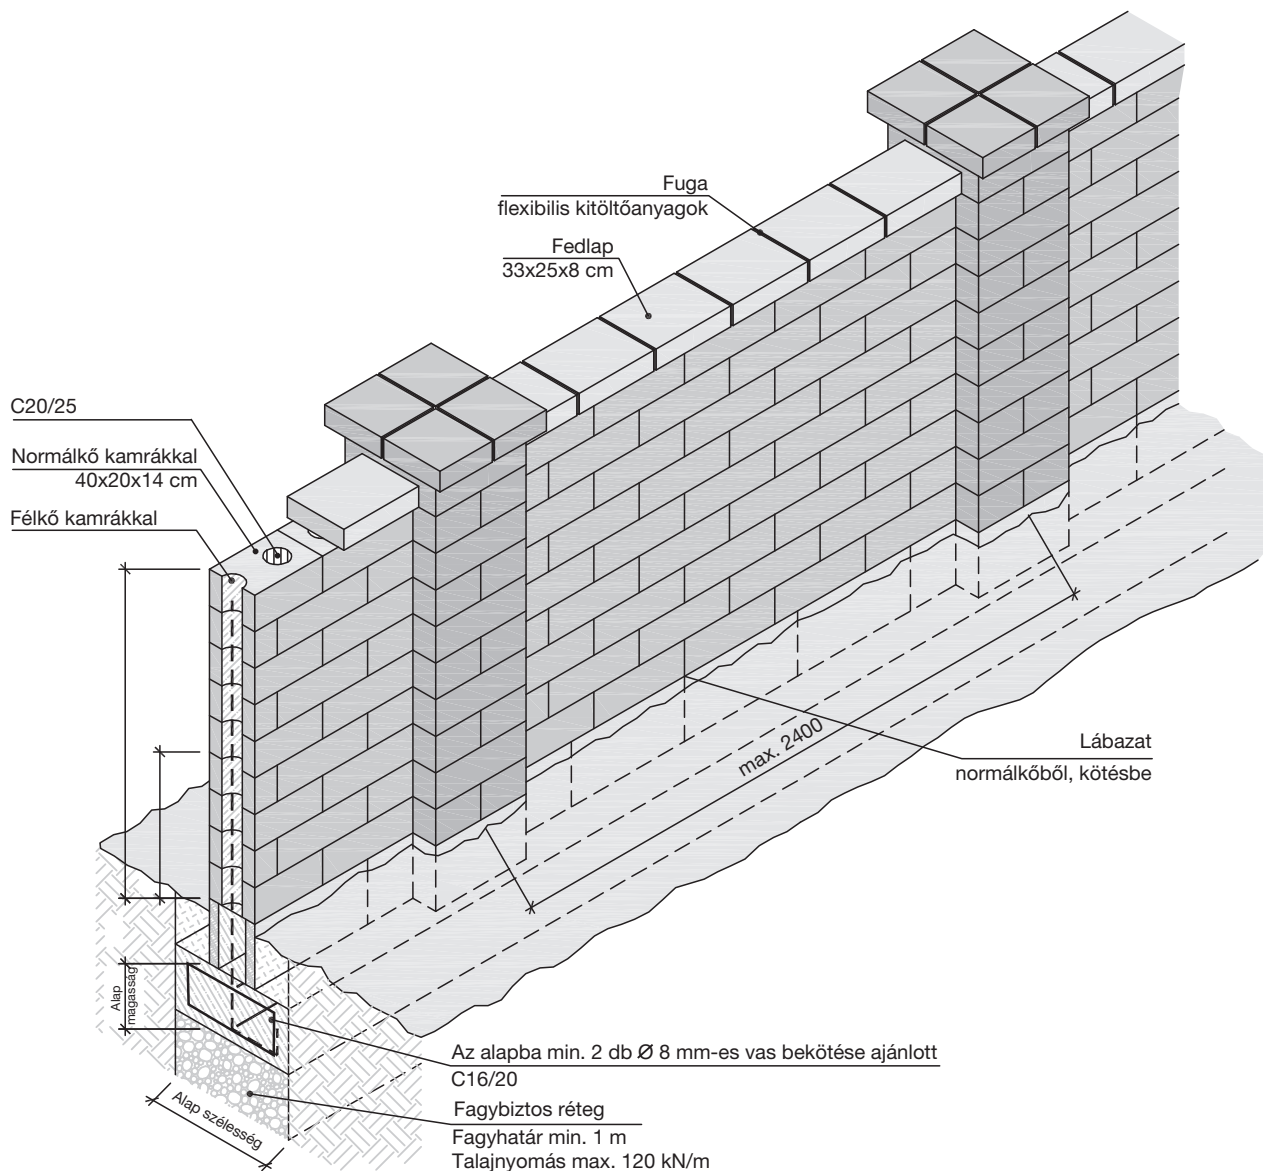 Fuga
flexibilis kitöltőanyagok
Fedlap
33x25x8 cm
C20/25
Normálkő kamrákkal
40x20x14 cm
Félkő kamrákkal
max. 2400
Lábazat
normálkőből, kötésbe
Alap
magasság
Az alapba min. 2 db Ø 8 mm-es vas bekötése ajánlott
C16/20
Alap szélesség
Fagybiztos réteg
Fagyhatár min. 1 m
Talajnyomás max. 120 kN/m